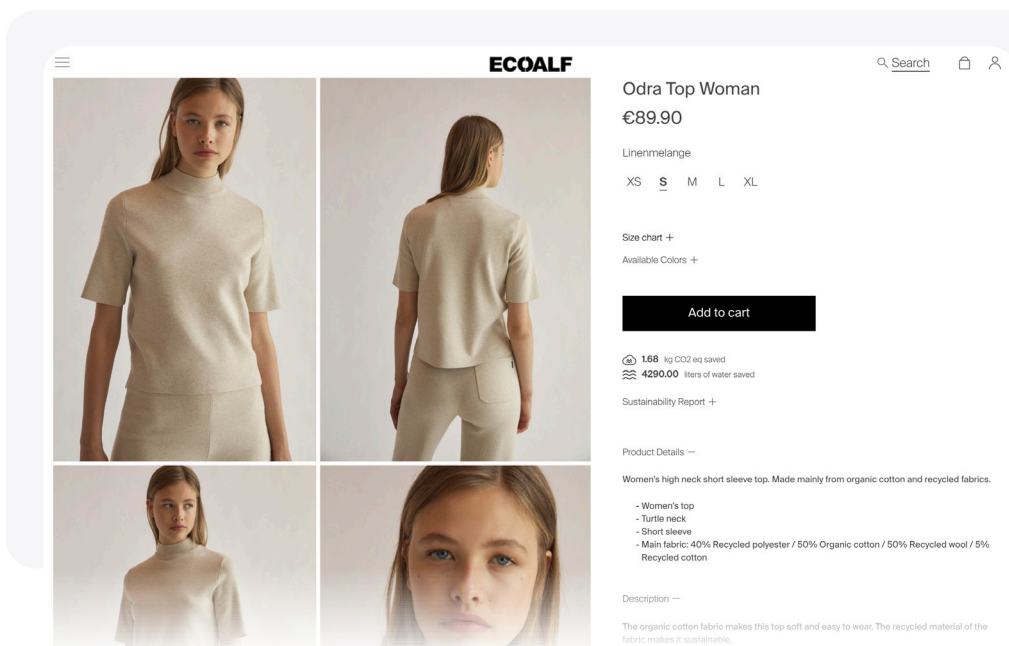 ECOALF
Search
Odra Top Woman
€89.90
Linenmelange
XS S M L XL
Size chart +
Available Colors +
Add to cart
1.68 kg CO2 eq saved
4290.00 liters of water saved
Sustainability Report +
Product Details —
Women's high neck short sleeve top. Made mainly from organic cotton and recycled fabrics.
- Women's top
- Turtle neck
- Short sleeve
- Main fabric: 40% Recycled polyester / 50% Organic cotton / 50% Recycled wool / 5%
Recycled cotton
Description —
The organic cotton fabric makes this top soft and easy to wear. The recycled material of the
fabric makes it sustainable.